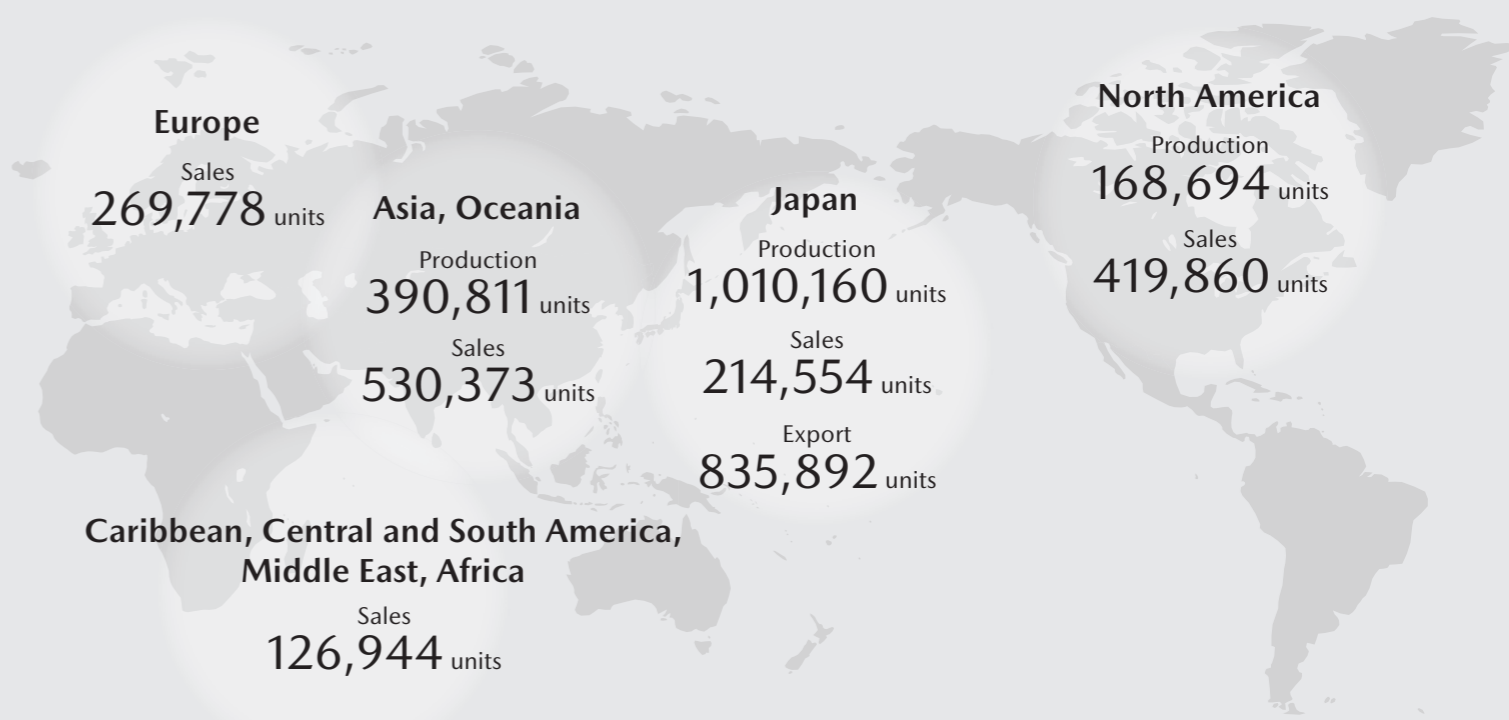 Europe
Sales
269,778 units
Asia, Oceania
Production
390,811 units
Sales
530,373 units
Japan
Production
1,010,160 units
Sales
214,554 units
Export
835,892 units
North America
Production
168,694 units
Sales
419,860 units
Caribbean, Central and South America,
Middle East, Africa
Sales
126,944 units